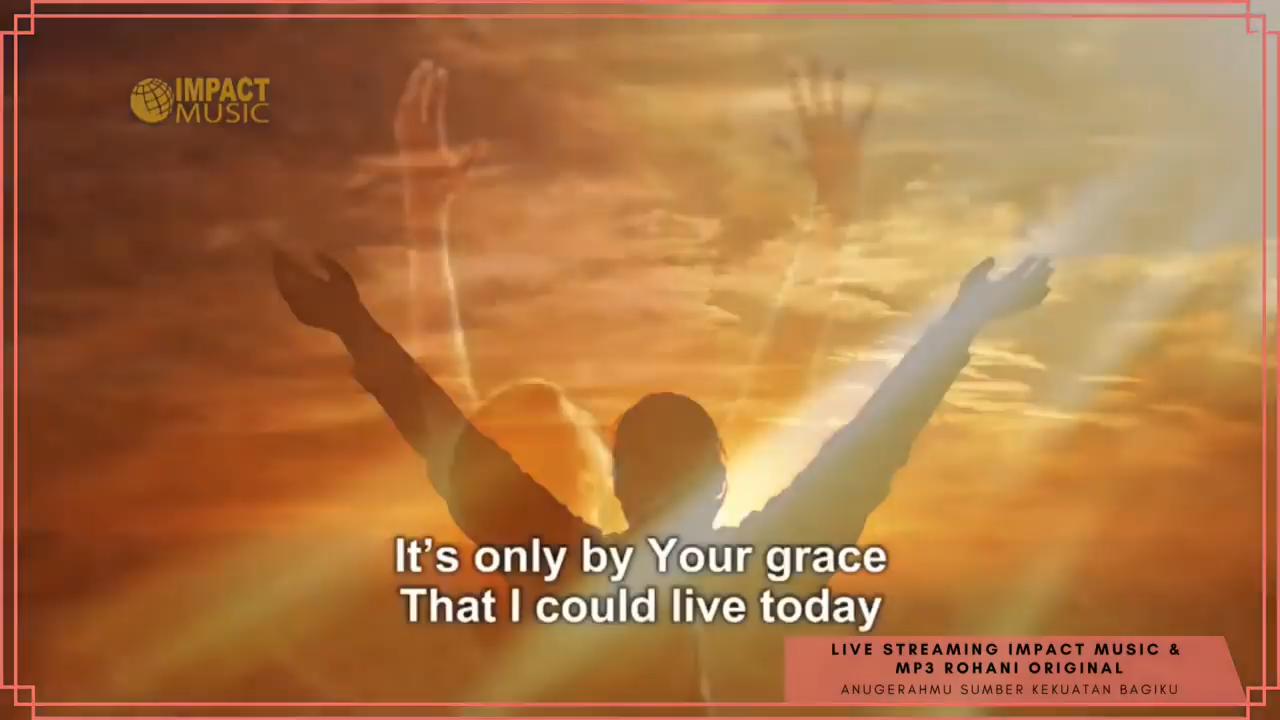 IMPACT
MUSIC
It's only by Your grace
That I could live today
LIVE STREAMING IMPACT MUSIC &
MP3 ROHANI ORIGINAL
ANUGERAHMU SUMBER KEKUATAN BAGIKU